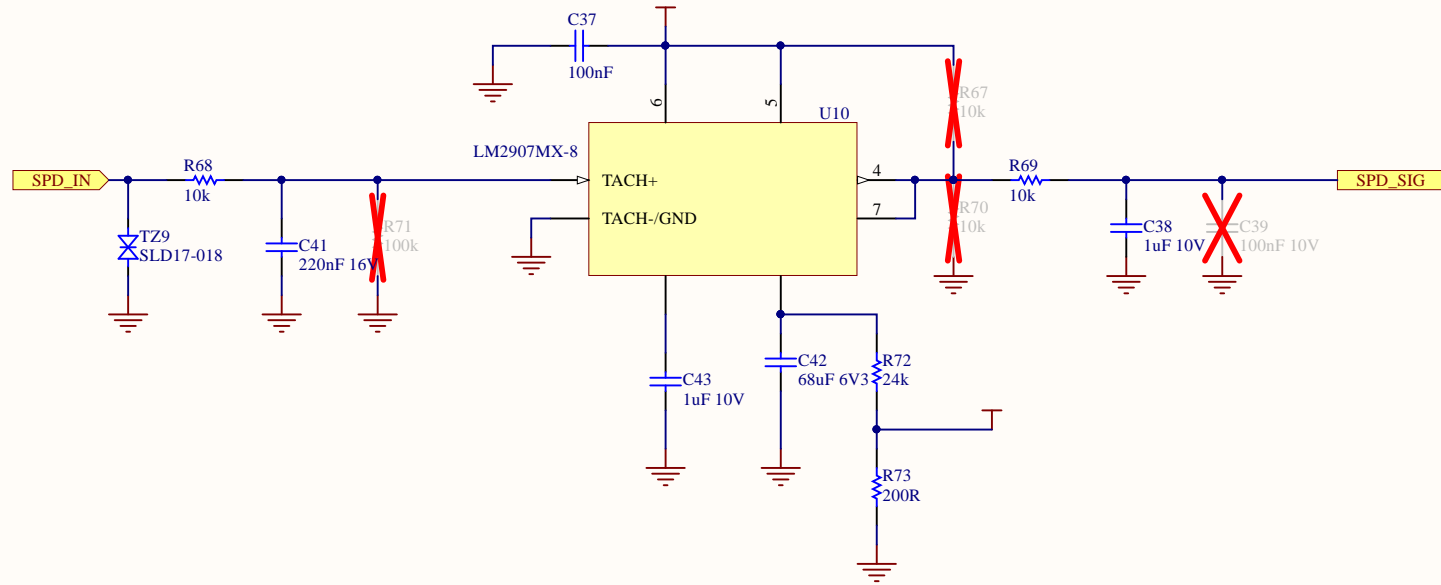 C37
100nF
6
5
U10
R67
10k
LM2907MX-8
SPD_IN
R68
10k
TACH+
4
R69
10k
SPD_SIG
TACH-/GND
7
R71
100k
R70
10k
TZ9
SLD17-018
C41
220nF 16V
C38
1uF 10V
C39
100nF 10V
C43
1uF 10V
C42
68uF 6V3
R72
24k
R73
200R